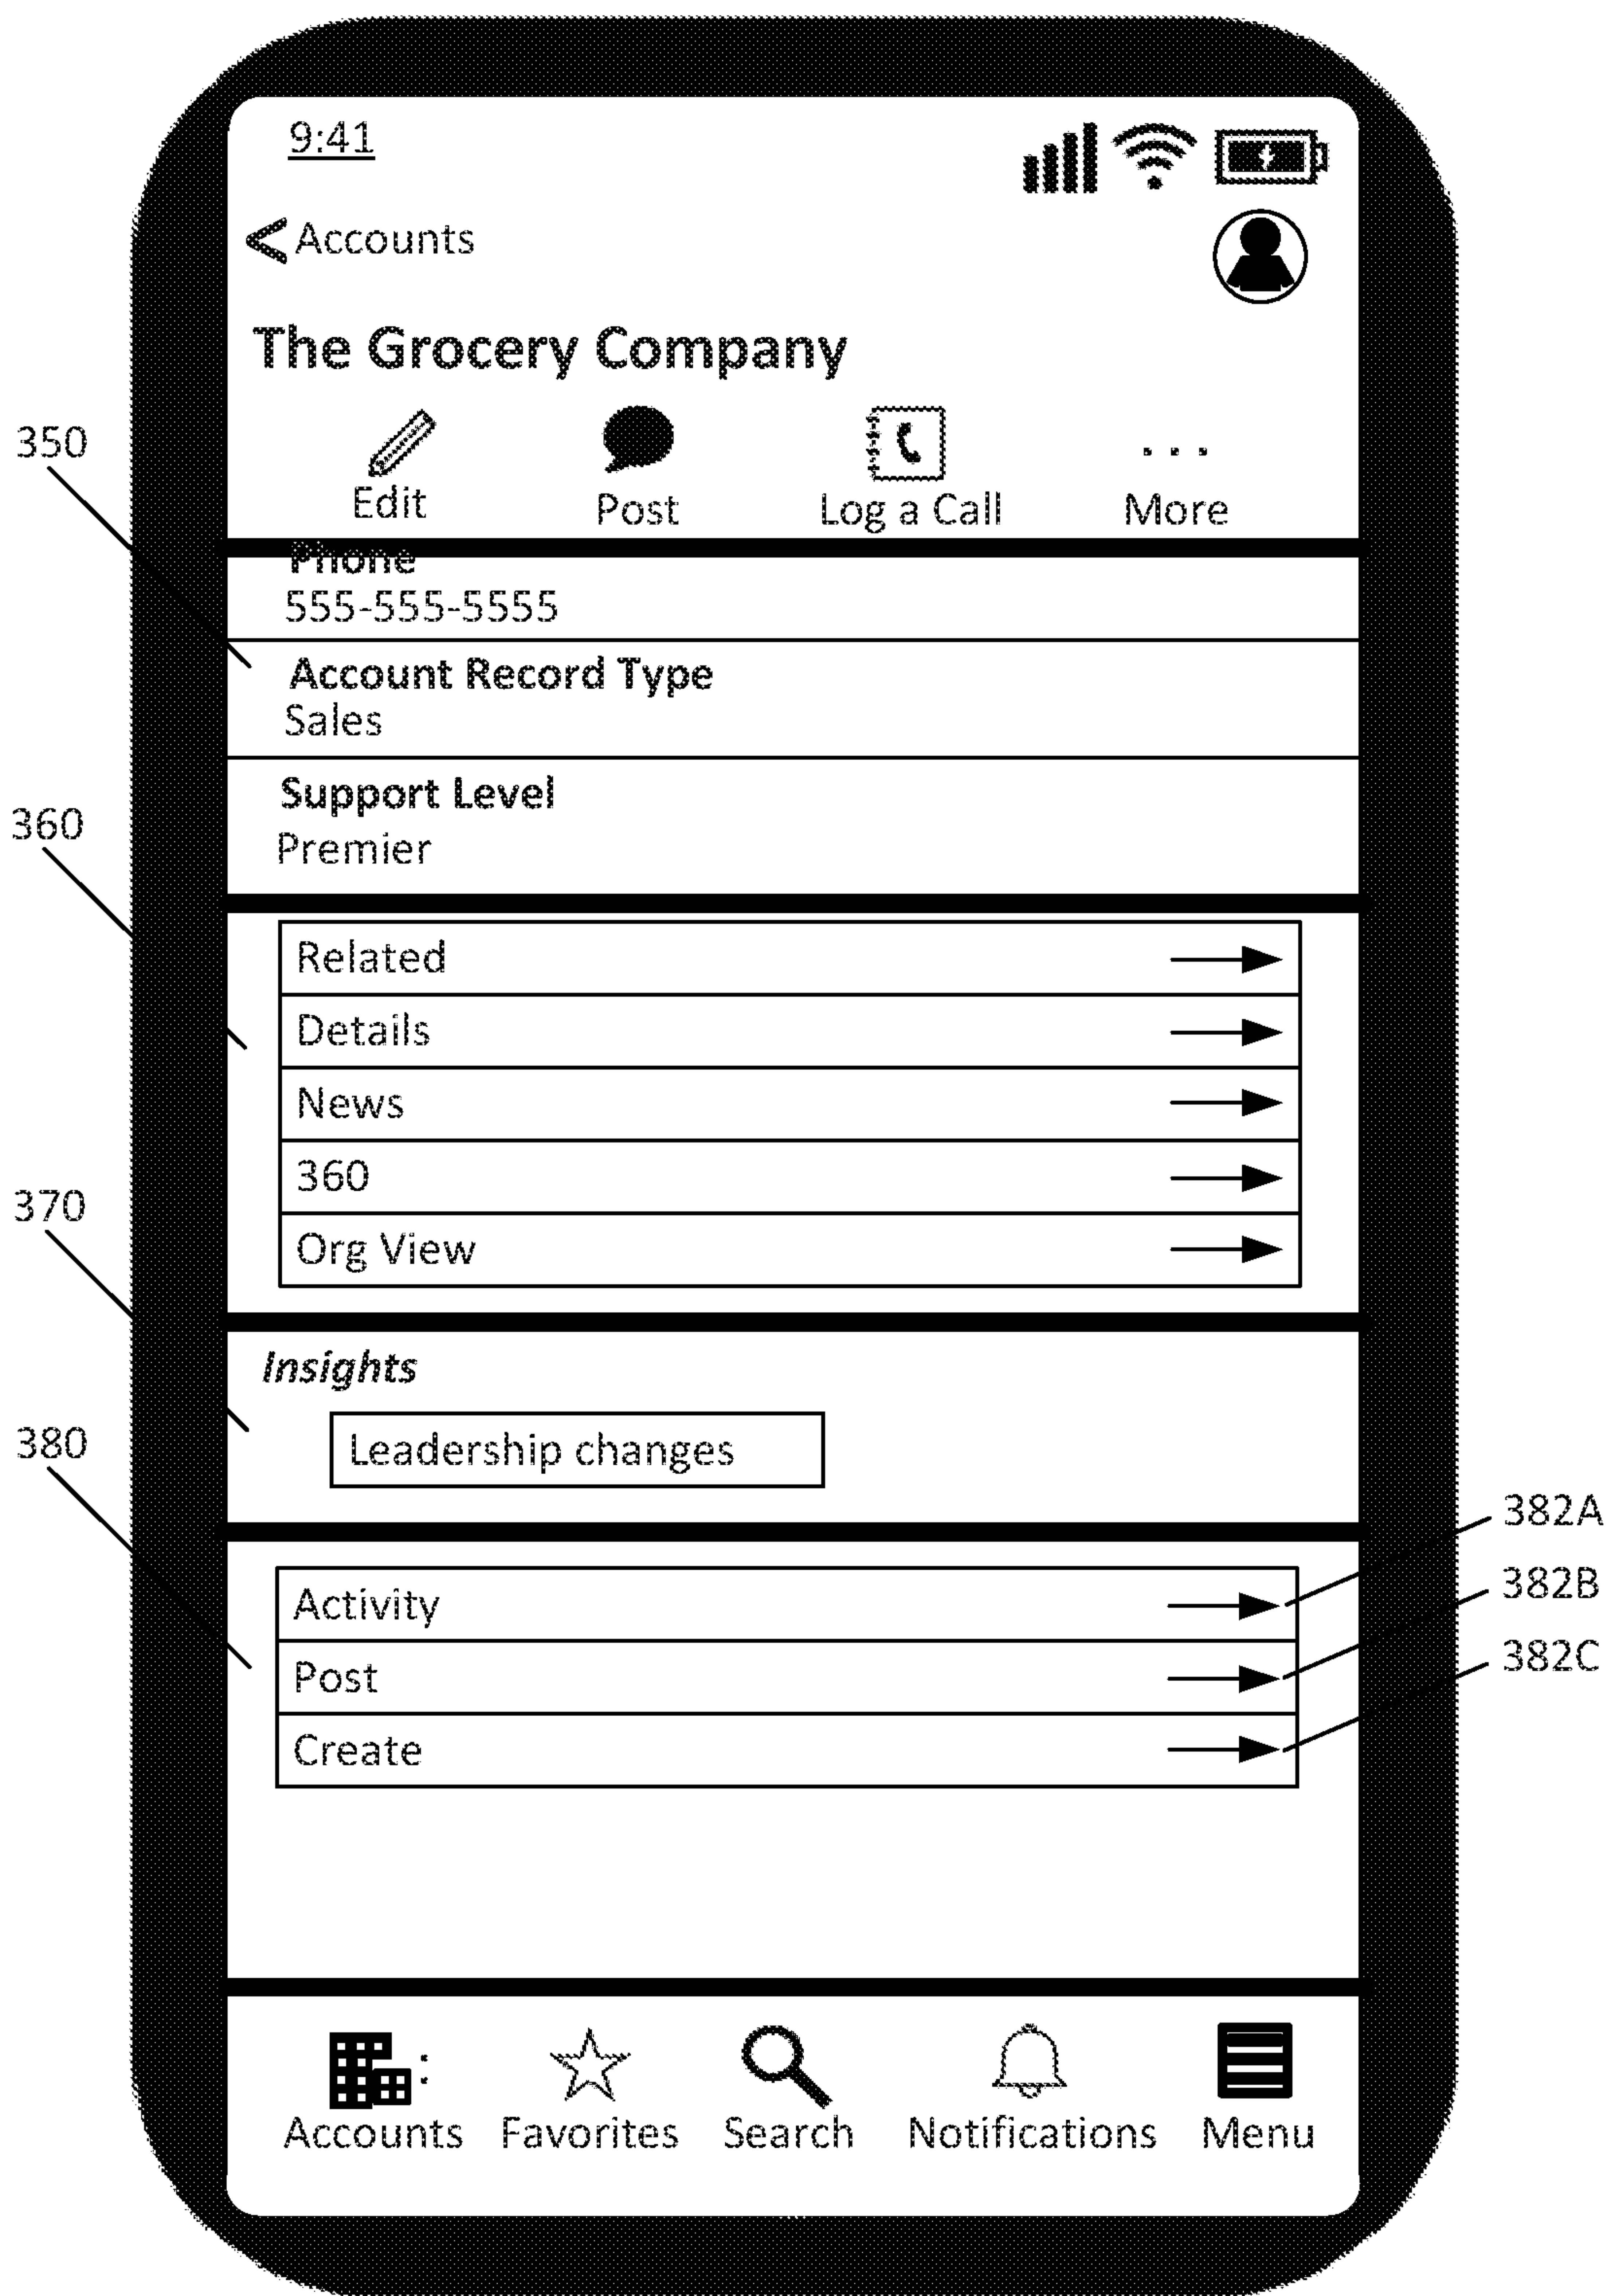 9:41
< Accounts
The Grocery Company
Edit Post Log a Call More
350
Phone
555-555-5555
Account Record Type
Sales
Support Level
Premier
360
Related
Details
News
360
Org View
370
Insights
Leadership changes
380
382A
Activity
382B
Post
382C
Create
Accounts Favorites Search Notifications Menu